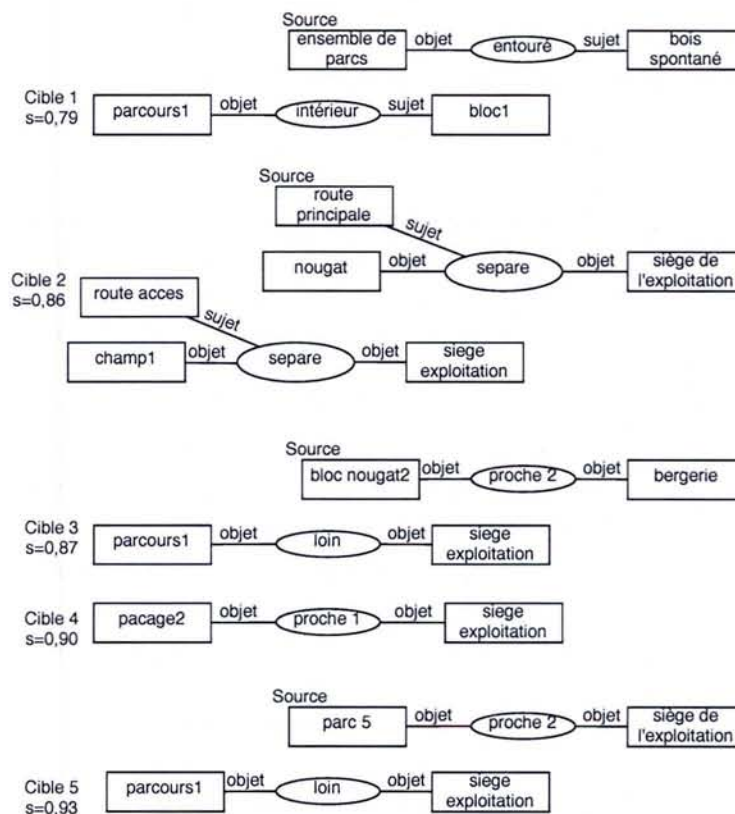 Source
ensemble de
parcs
objet
entouré
sujet
bois
spontané
Cible 1
s=0,79
parcours1
objet
intérieur
sujet
bloc1
Source
route
principale
sujet
nougat
objet
separe
objet
siège de
l'exploitation
Cible 2
s=0,86
route acces
sujet
champ1
objet
separe
objet
siege
exploitation
Source
bloc nougat2
objet
proche 2
objet
bergerie
Cible 3
s=0,87
parcours1
objet
loin
objet
siege
exploitation
Cible 4
s=0,90
pacage2
objet
proche 1
objet
siege
exploitation
Source
parc 5
objet
proche 2
objet
siège de
l'exploitation
Cible 5
s=0,93
parcours1
objet
loin
objet
siege
exploitation